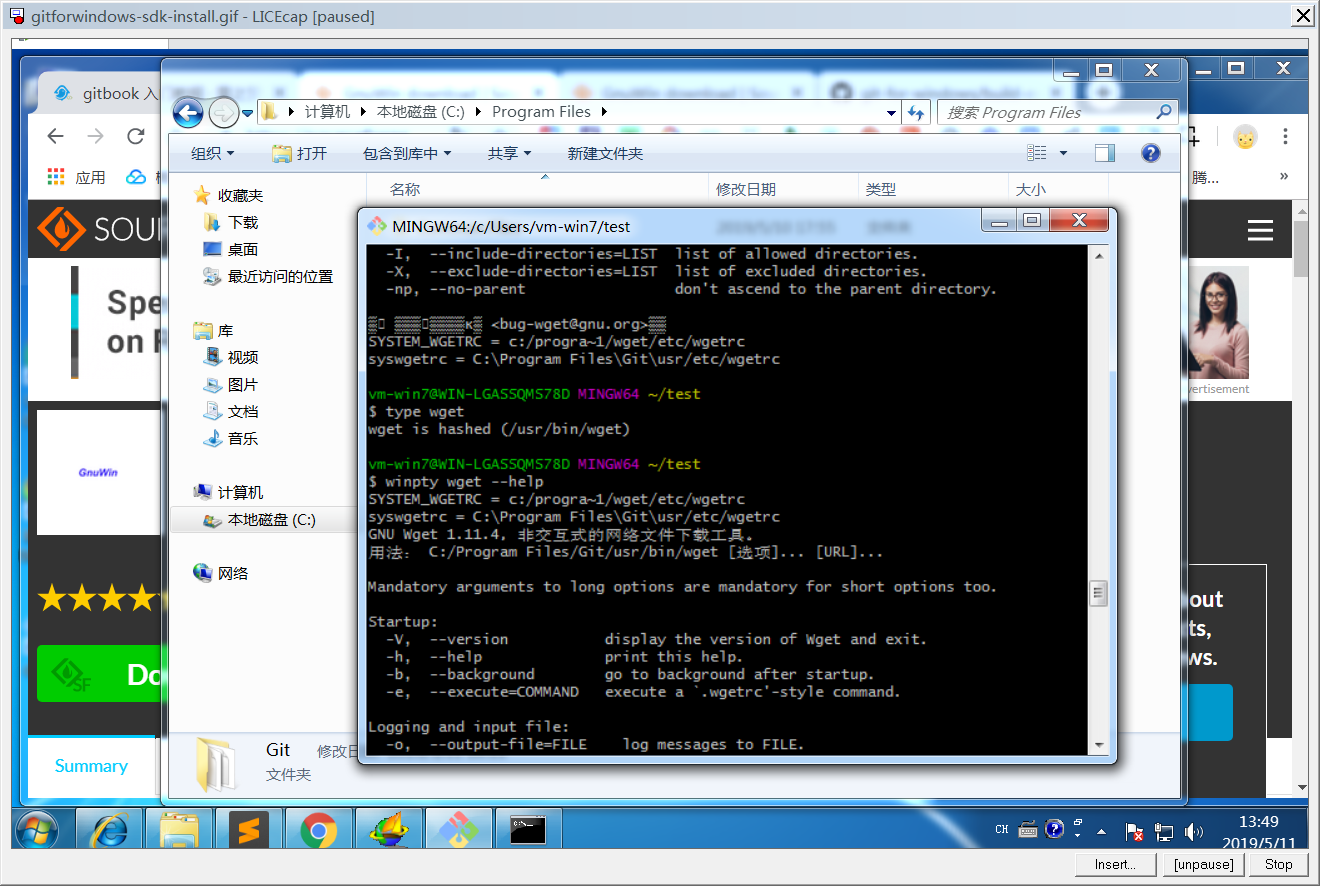 gitforwindows-sdk-install.gif - LICEcap [paused]
gitbook 入
计算机
本地磁盘 (C:)
Program Files
搜索 Program Files
组织
打开
包含到库中
共享
新建文件夹
应用
腾...
»
名称
修改日期
类型
大小
收藏夹
下载
桌面
最近访问的位置
库
视频
图片
文档
音乐
计算机
本地磁盘 (C:)
网络
SOU
Spe
on F
GnuWin
SF
Do
Summary
vertisement
out
ts,
ws.
MINGW64:/c/Users/vm-win7/test
-I, --include-directories=LIST list of allowed directories.
-X, --exclude-directories=LIST list of excluded directories.
-np, --no-parent don't ascend to the parent directory.
<bug-wget@gnu.org>
SYSTEM_WGETRC = c:/progra~1/wget/etc/wgetrc
syswgetrc = C:\Program Files\Git\usr/etc/wgetrc
vm-win7@WIN-LGASSQMS78D MINGW64 ~/test
$ type wget
wget is hashed (/usr/bin/wget)
vm-win7@WIN-LGASSQMS78D MINGW64 ~/test
$ winpty wget --help
SYSTEM_WGETRC = c:/progra~1/wget/etc/wgetrc
syswgetrc = C:\Program Files\Git\usr/etc/wgetrc
GNU Wget 1.11.4，非交互式的网络文件下载工具。
用法： C:/Program Files/Git/usr/bin/wget [选项]... [URL]...
Mandatory arguments to long options are mandatory for short options too.
Startup:
-V, --version display the version of Wget and exit.
-h, --help print this help.
-b, --background go to background after startup.
-e, --execute=COMMAND execute a `.wgetrc'-style command.
Logging and input file:
-o, --output-file=FILE log messages to FILE.
Git
修改日
文件夹
CH
13:49
2019/5/11
Insert...
[unpause]
Stop